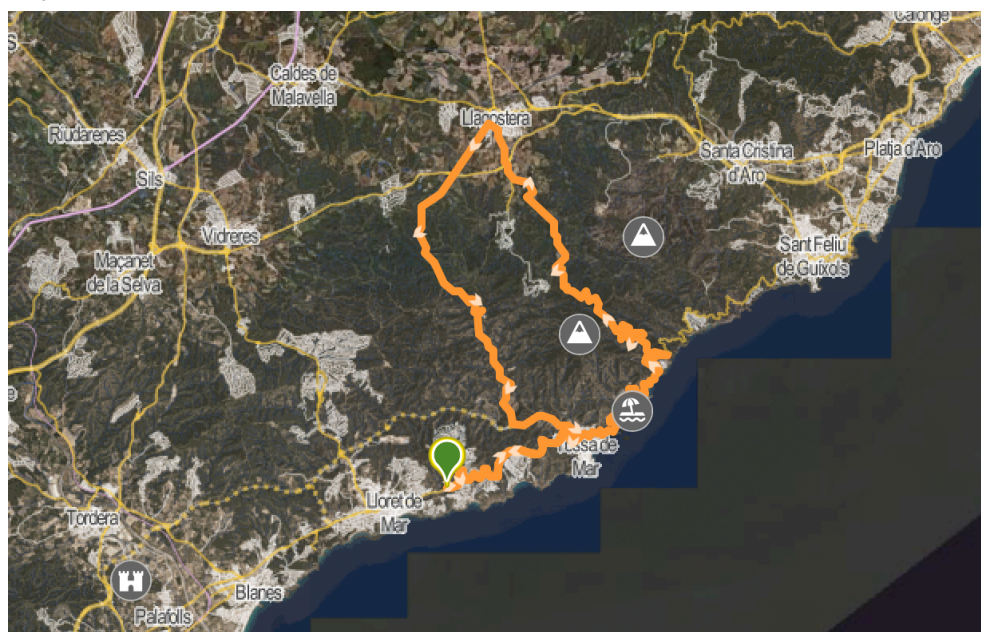 Calonge
Caldes de
Malavella
Llagostera
Riudarenes
Santa Cristina
d'Aro
Platja d'Aro
Sils
Vidreres
Sant Feliu
de Guíxols
Maçanet
de la Selva
Tossa de
Mar
Lloret de
Mar
Tordera
Blanes
Palafolls